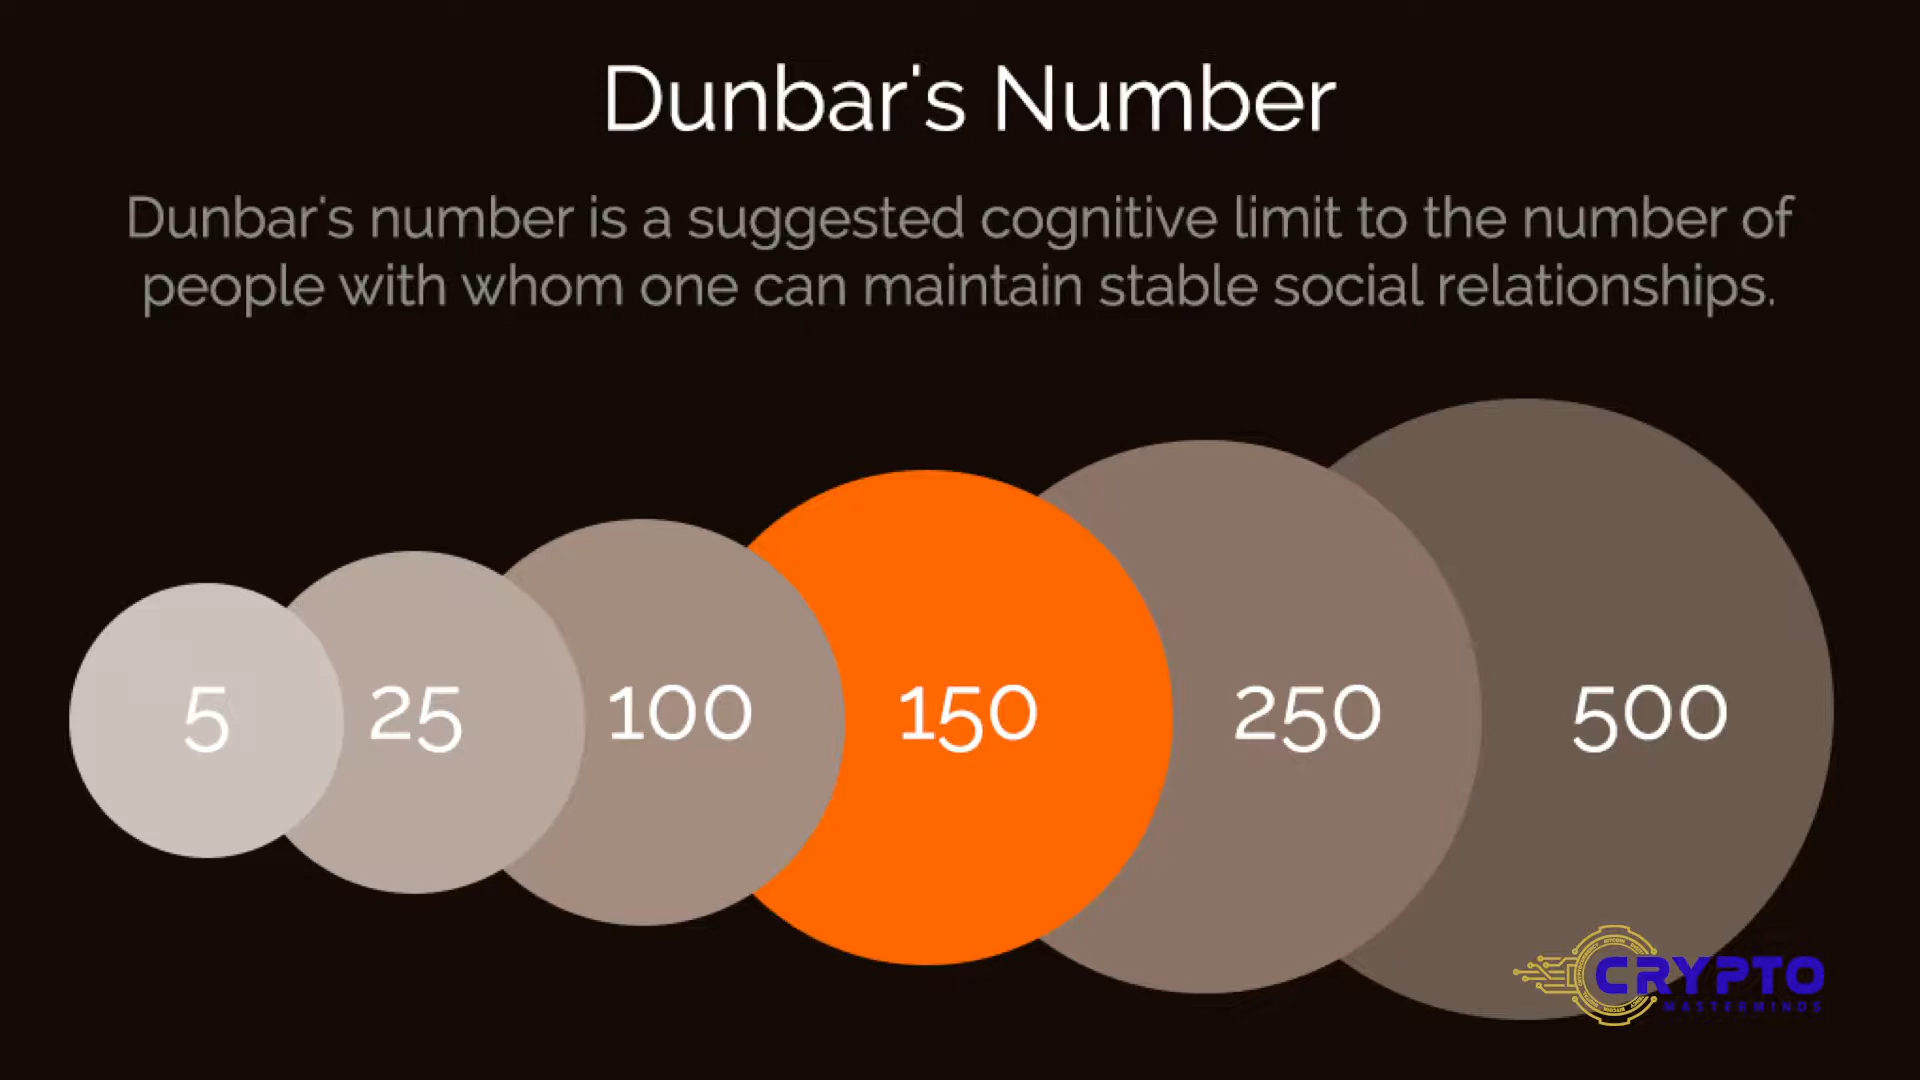 Dunbar's Number
Dunbar's number is a suggested cognitive limit to the number of
people with whom one can maintain stable social relationships.
5 25 100 150 250 500
CRYPTO
MASTERMINDS